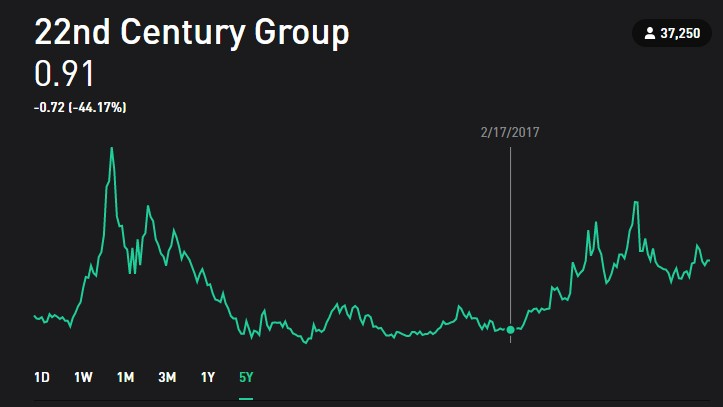 22nd Century Group
37,250
0.91
-0.72 (-44.17%)
2/17/2017
1D 1W 1M 3M 1Y 5Y